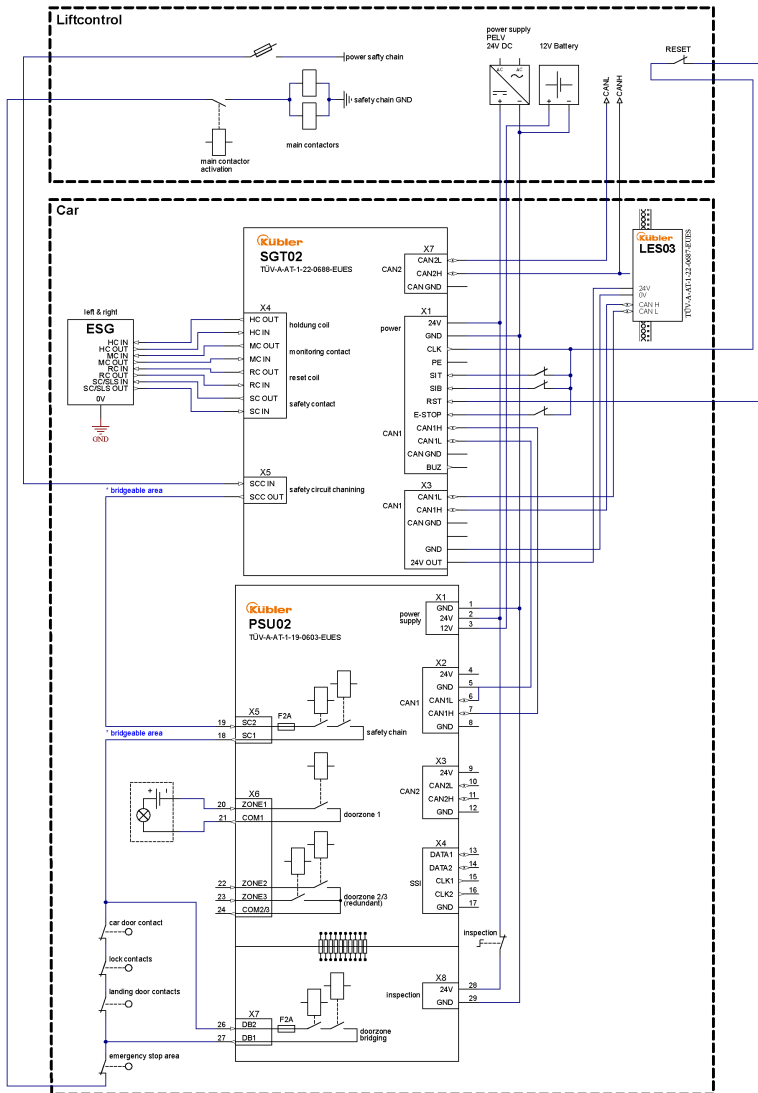 Liftcontrol
power supply
PELV
24V DC
12V Battery
RESET
power safty chain
CANL
CANH
AC
AC
safety chain GND
+
-
-
+
main contactors
main contactor
activation
Car
Kübler
SGT02
TÜV-A-AT-1-22-0688-EUES
X7
CAN2
CAN2L
CAN2H
CAN GND
Kübler
LES03
TÜV-A-AT-1-22-0687-EUES
24V
0V
CAN H
CAN L
left & right
ESG
HC IN
HC OUT
MC IN
MC OUT
RC IN
RC OUT
SC/SLS IN
SC/SLS OUT
0V
GND
X4
HC OUT
HC IN
MC OUT
MC IN
RC OUT
RC IN
SC OUT
SC IN
holdung coil
monitoring contact
reset coil
safety contact
X1
power
24V
GND
CLK
PE
SIT
SIB
RST
E-STOP
CAN1
CAN1H
CAN1L
CAN GND
BUZ
X5
SCC IN
SCC OUT
safety circuit chanining
* bridgeable area
X3
CAN1
CAN1L
CAN1H
CAN GND
GND
24V OUT
Kübler
PSU02
TÜV-A-AT-1-19-0603-EUES
X1
power
supply
GND 1
24V 2
12V 3
X2
CAN1
24V 4
GND 5
CAN1L 6
CAN1H 7
GND 8
X5
19 SC2
18 SC1
F2A
safety chain
* bridgeable area
X3
CAN2
24V 9
CAN2L 10
CAN2H 11
GND 12
+ -
X6
20 ZONE1
21 COM1
doorzone 1
X4
SSI
DATA1 13
DATA2 14
CLK1 15
CLK2 16
GND 17
22 ZONE2
23 ZONE3
24 COM2/3
doorzone 2/3
(redundant)
car door contact
lock contacts
landing door contacts
emergency stop area
inspection
X8
inspection
24V 28
GND 29
X7
26 DB2
27 DB1
F2A
doorzone
bridging